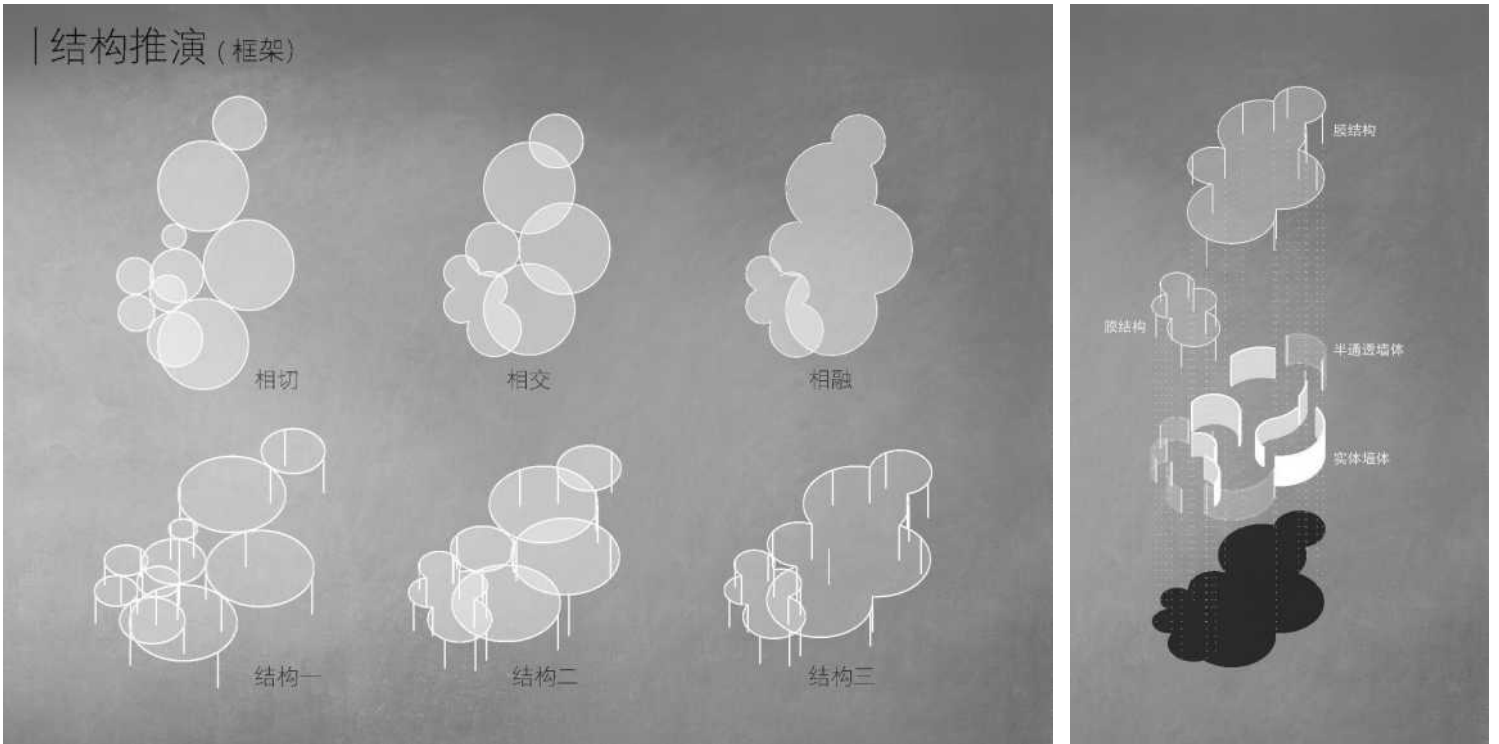 结构推演(框架)
相切
相交
相融
结构一
结构二
结构三
膜结构
膜结构
半通透墙体
实体墙体